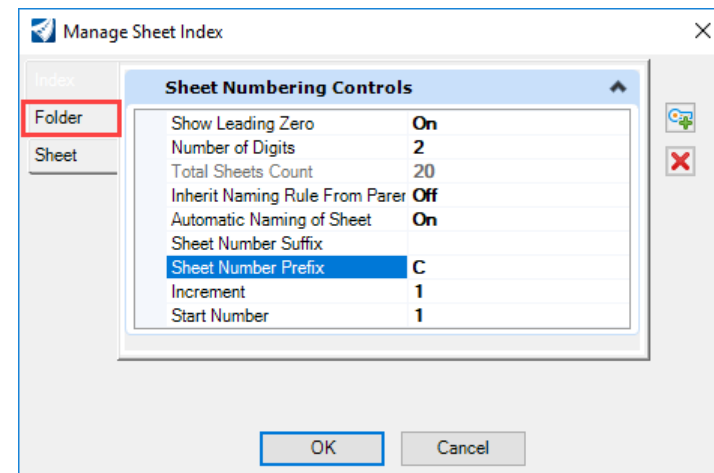 Manage Sheet Index
Index
Folder
Sheet
Sheet Numbering Controls
Show Leading Zero On
Number of Digits 2
Total Sheets Count 20
Inherit Naming Rule From Parer Off
Automatic Naming of Sheet On
Sheet Number Suffix
Sheet Number Prefix C
Increment 1
Start Number 1
OK Cancel